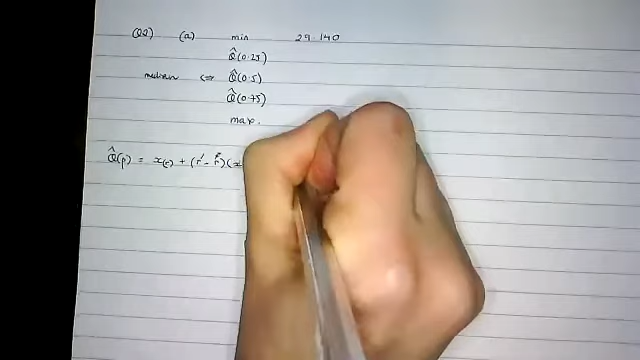 (Q2) (a) min 29.140
Q̂(0.25)
median ⇔ Q̂(0.5)
Q̂(0.75)
max.
Q̂(p) = x(r) + (r' - r)(x